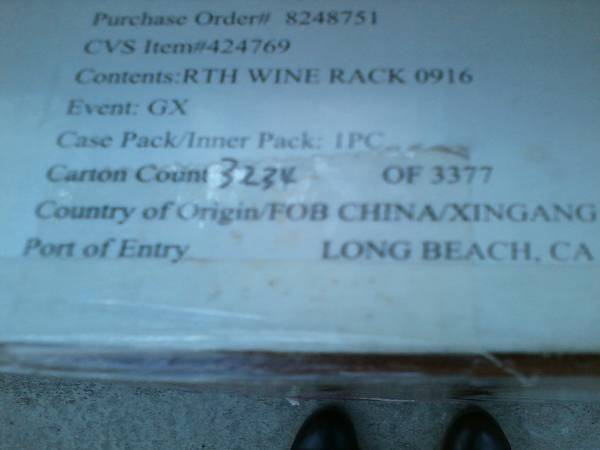 Purchase Order# 8248751
CVS Item#424769
Contents:RTH WINE RACK 0916
Event: GX
Case Pack/Inner Pack: 1PC
Carton Count 3234 OF 3377
Country of Origin/FOB CHINA/XINGANG
Port of Entry LONG BEACH, CA